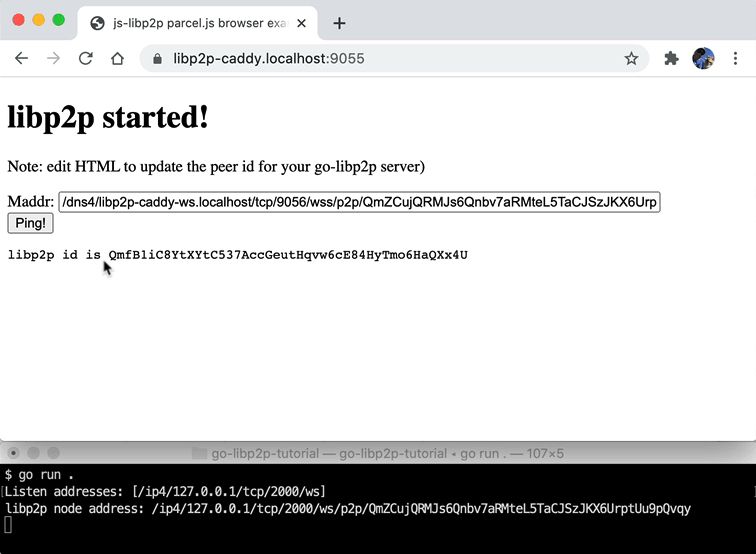 js-libp2p parcel.js browser exa
libp2p-caddy.localhost:9055
libp2p started!
Note: edit HTML to update the peer id for your go-libp2p server)
Maddr: /dns4/libp2p-caddy-ws.localhost/tcp/9056/wss/p2p/QmZCujQRMJs6Qnbv7aRMteL5TaCJSzJKX6Urp
Ping!
libp2p id is QmfB1iC8YtXYtC537AccGeutHqvw6cE84HyTmo6HaQXx4U
go-libp2p-tutorial — go-libp2p-tutorial ◂ go run . — 107×5
$ go run .
[Listen addresses: [/ip4/127.0.0.1/tcp/2000/ws]
libp2p node address: /ip4/127.0.0.1/tcp/2000/ws/p2p/QmZCujQRMJs6Qnbv7aRMteL5TaCJSzJKX6UrptUu9pQvqy